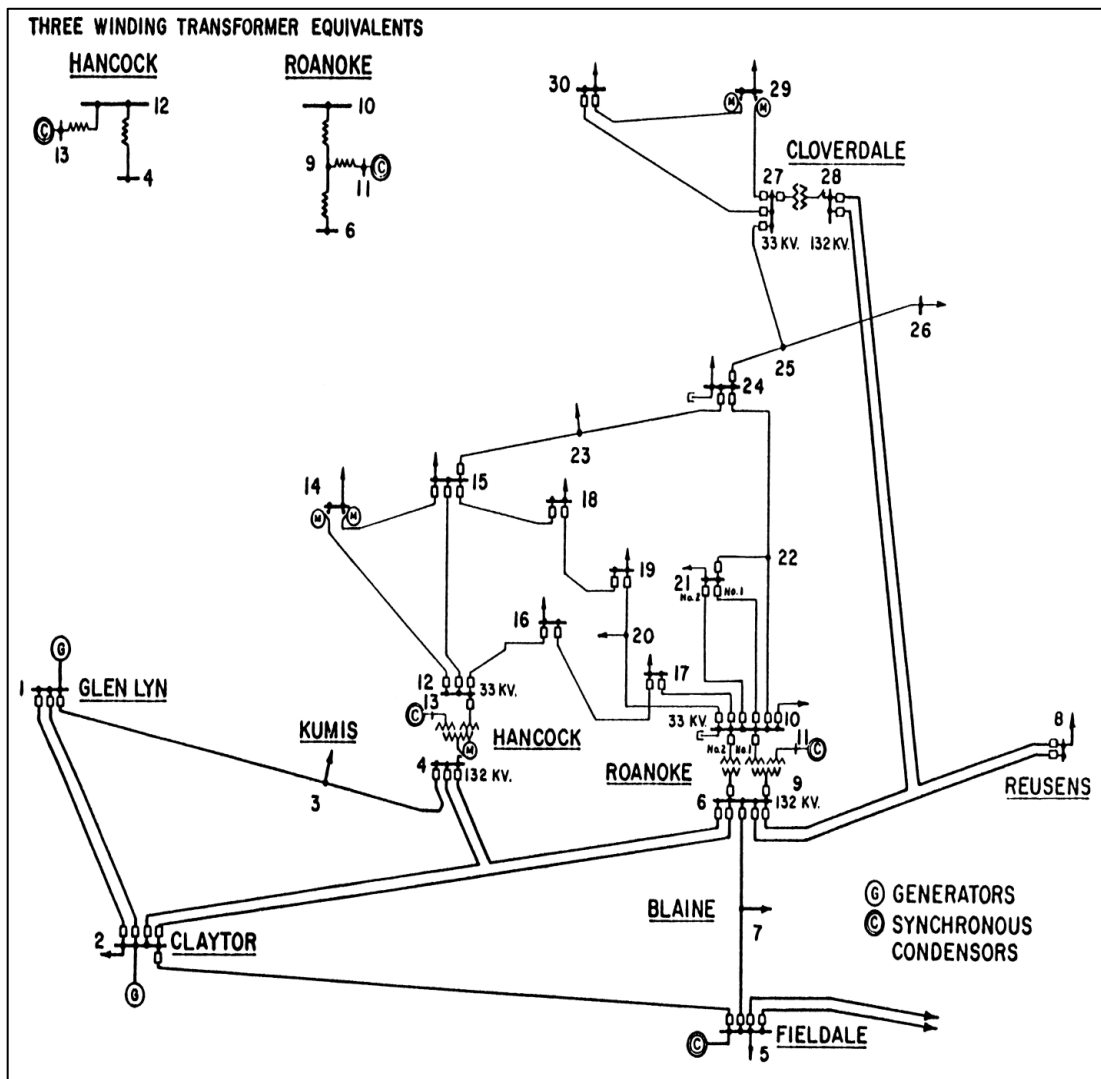 THREE WINDING TRANSFORMER EQUIVALENTS
HANCOCK
ROANOKE
12
C
13
4
10
9
C
11
6
30
29
M
M
CLOVERDALE
27
28
33 KV.
132 KV.
26
25
24
23
15
14
M
M
18
19
22
21
No.2
No.1
20
16
17
G
1
GLEN LYN
12
33 KV.
C
13
M
HANCOCK
KUMIS
3
4
132 KV.
33 KV.
10
No.2
No.1
11
C
ROANOKE
9
6
132 KV.
8
REUSENS
BLAINE
7
G GENERATORS
C SYNCHRONOUS
CONDENSORS
2
CLAYTOR
G
C
5
FIELDALE